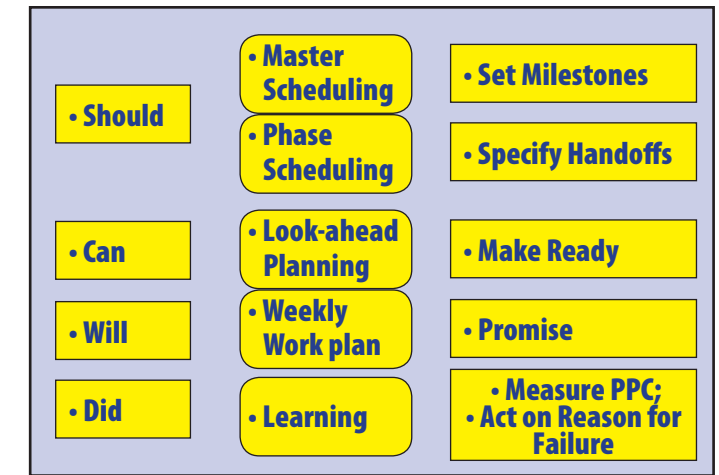 • Should
• Master
Scheduling
• Phase
Scheduling
• Set Milestones
• Specify Handoffs
• Can
• Look-ahead
Planning
• Make Ready
• Will
• Weekly
Work plan
• Promise
• Did
• Learning
• Measure PPC;
• Act on Reason for
Failure